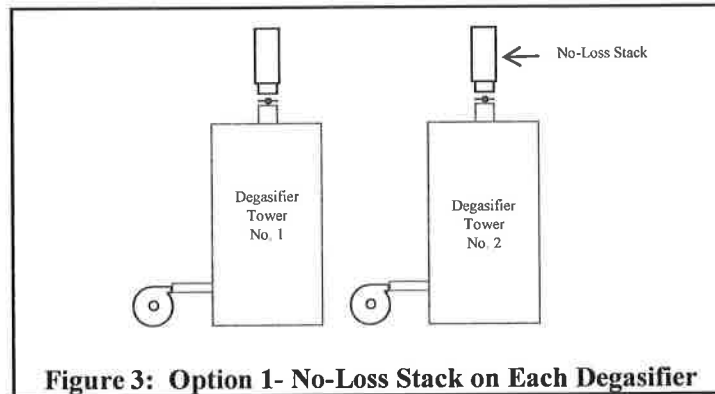 No-Loss Stack
Degasifier
Tower
No. 1
Degasifier
Tower
No. 2
Figure 3: Option 1- No-Loss Stack on Each Degasifier